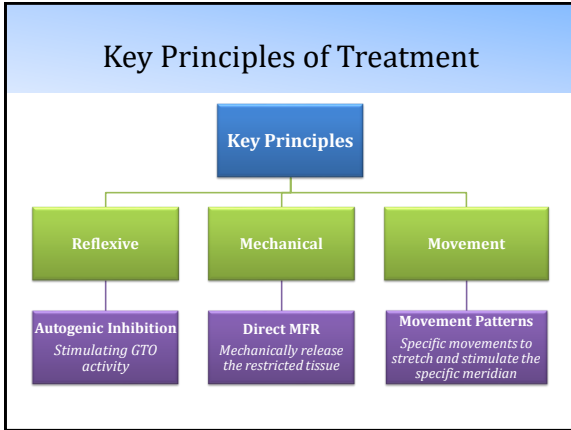 Key Principles of Treatment
Key Principles
Reflexive
Mechanical
Movement
Autogenic Inhibition
Stimulating GTO
activity
Direct MFR
Mechanically release
the restricted tissue
Movement Patterns
Specific movements to
stretch and stimulate the
specific meridian